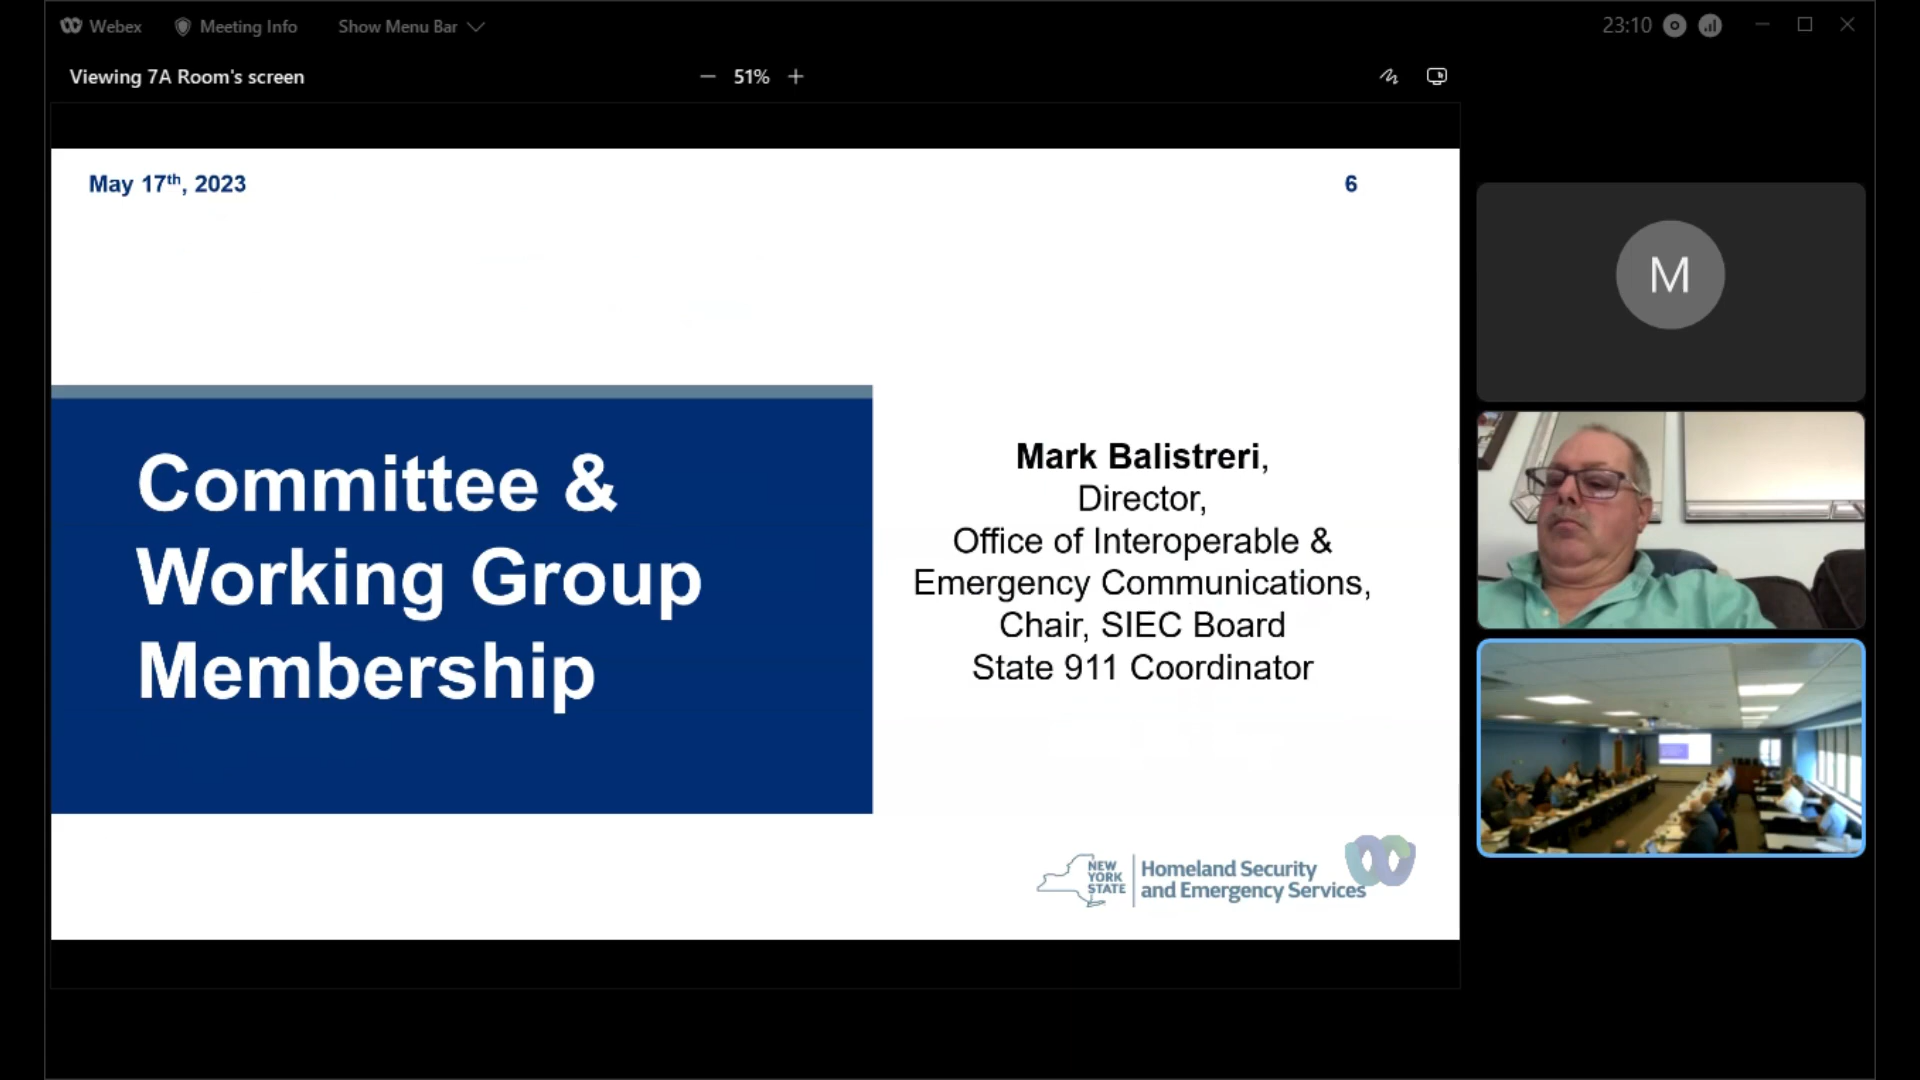 Webex
Meeting Info
Show Menu Bar
23:10
Viewing 7A Room's screen
51%
May 17th, 2023
6
Committee &
Working Group
Membership
Mark Balistreri,
Director,
Office of Interoperable &
Emergency Communications,
Chair, SIEC Board
State 911 Coordinator
NEW
YORK
STATE
Homeland Security
and Emergency Services
M